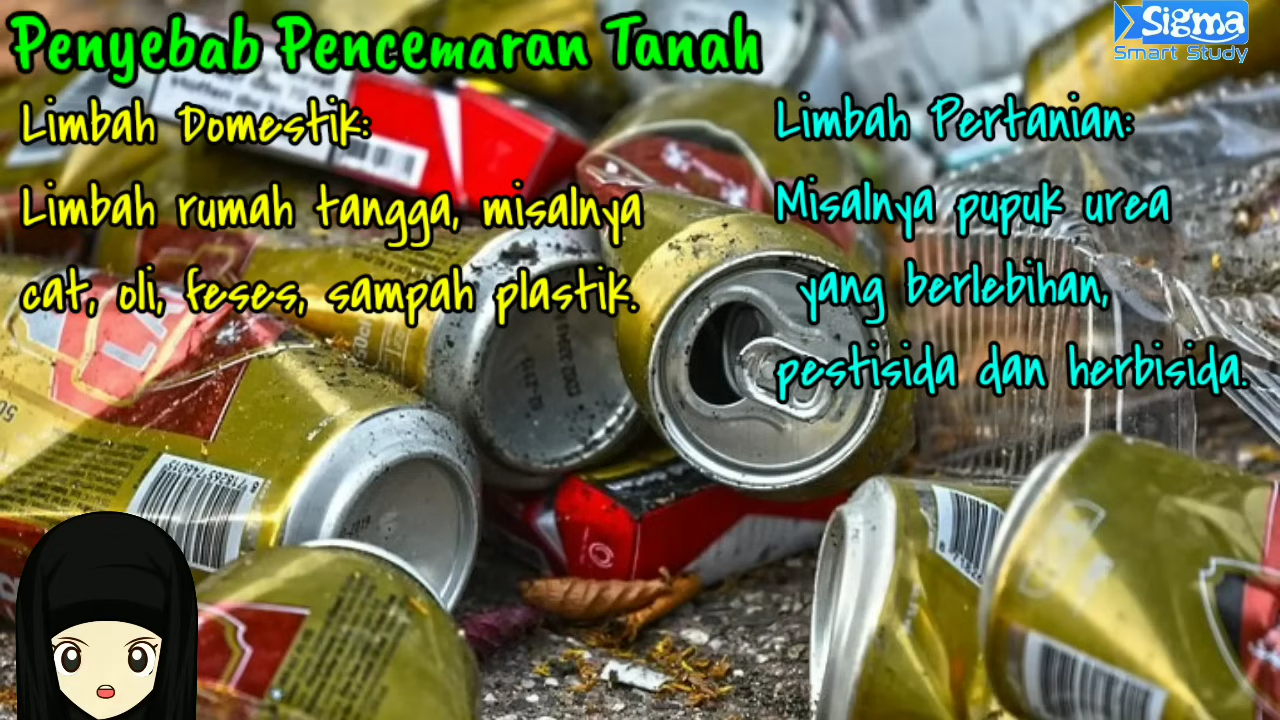 Penyebab Pencemaran Tanah
Sigma
Smart Study
Limbah Domestik:
Limbah rumah tangga, misalnya
cat, oli, feses, sampah plastik.
Limbah Pertanian:
Misalnya pupuk urea
yang berlebihan,
pestisida dan herbisida.